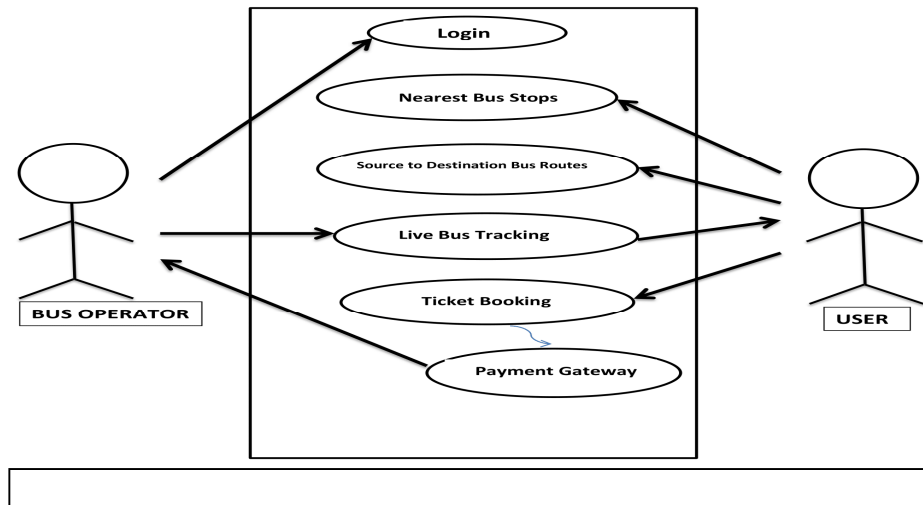 Login
Nearest Bus Stops
Source to Destination Bus Routes
Live Bus Tracking
Ticket Booking
BUS OPERATOR
USER
Payment Gateway